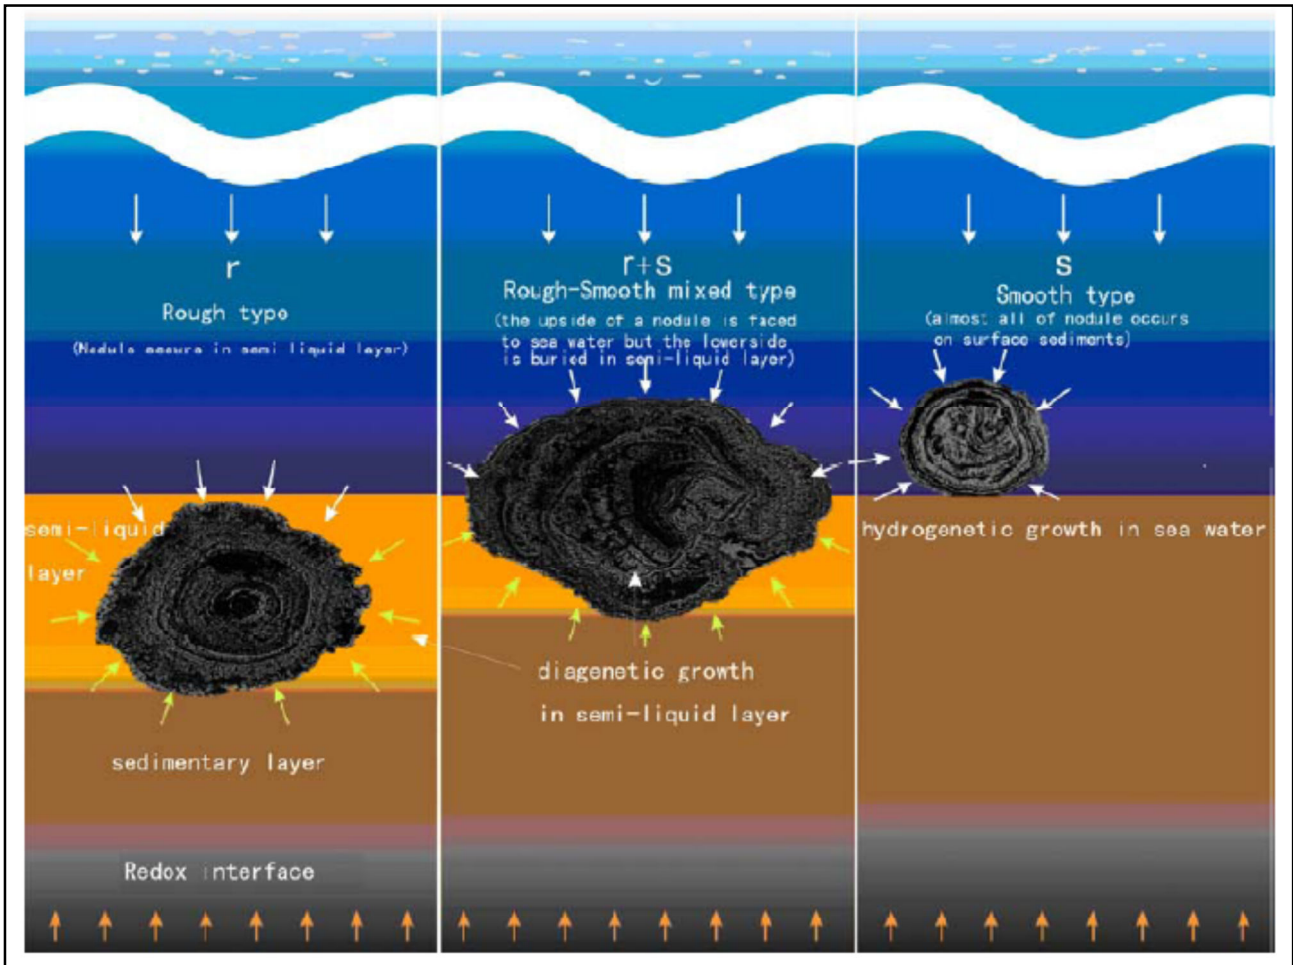 r
Rough type
(Nodule occurs in semi liquid layer)
semi-liquid
layer
sedimentary layer
Redox interface
r+s
Rough-Smooth mixed type
(the upside of a nodule is faced
to sea water but the lowerside
is buried in semi-liquid layer)
diagenetic growth
in semi-liquid layer
s
Smooth type
(almost all of nodule occurs
on surface sediments)
hydrogenetic growth in sea water